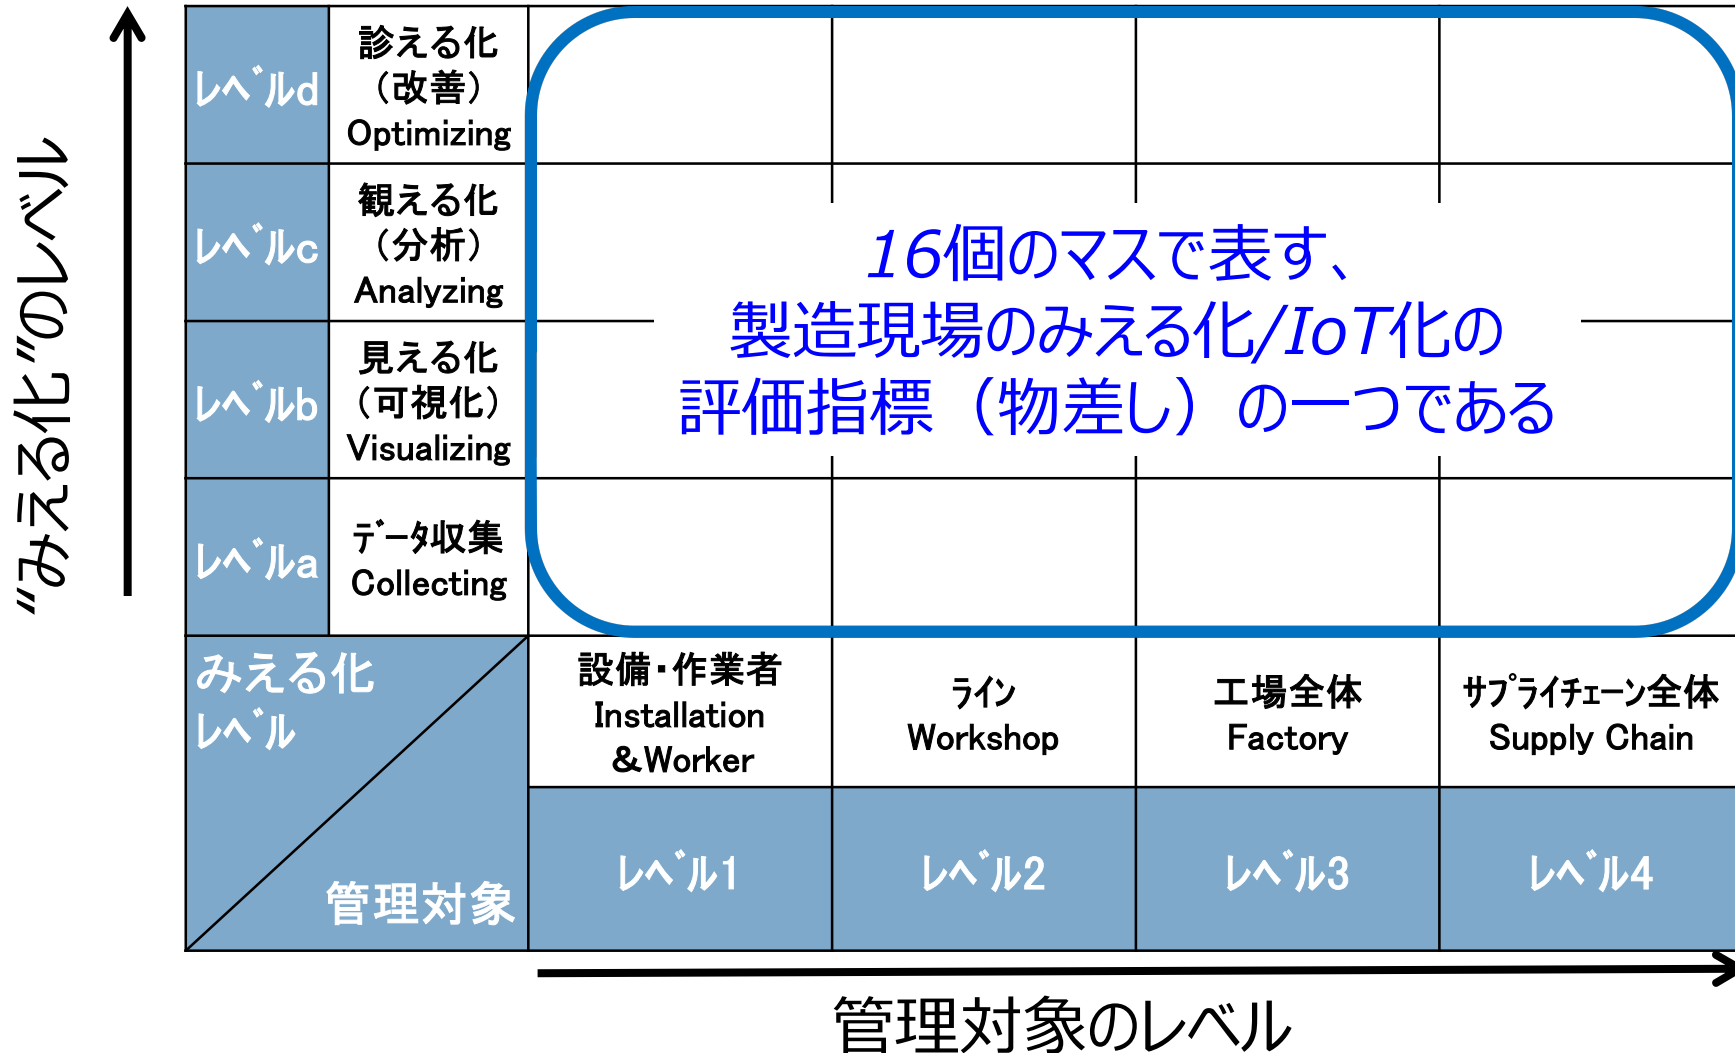 "みえる化"のレベル
レベルd
診える化
（改善）
Optimizing
レベルc
観える化
（分析）
Analyzing
レベルb
見える化
（可視化）
Visualizing
レベルa
データ収集
Collecting
16個のマスで表す、
製造現場のみえる化/IoT化の
評価指標（物差し）の一つである
みえる化
レベル
管理対象
設備・作業者
Installation
&Worker
ライン
Workshop
工場全体
Factory
サプライチェーン全体
Supply Chain
レベル1
レベル2
レベル3
レベル4
管理対象のレベル